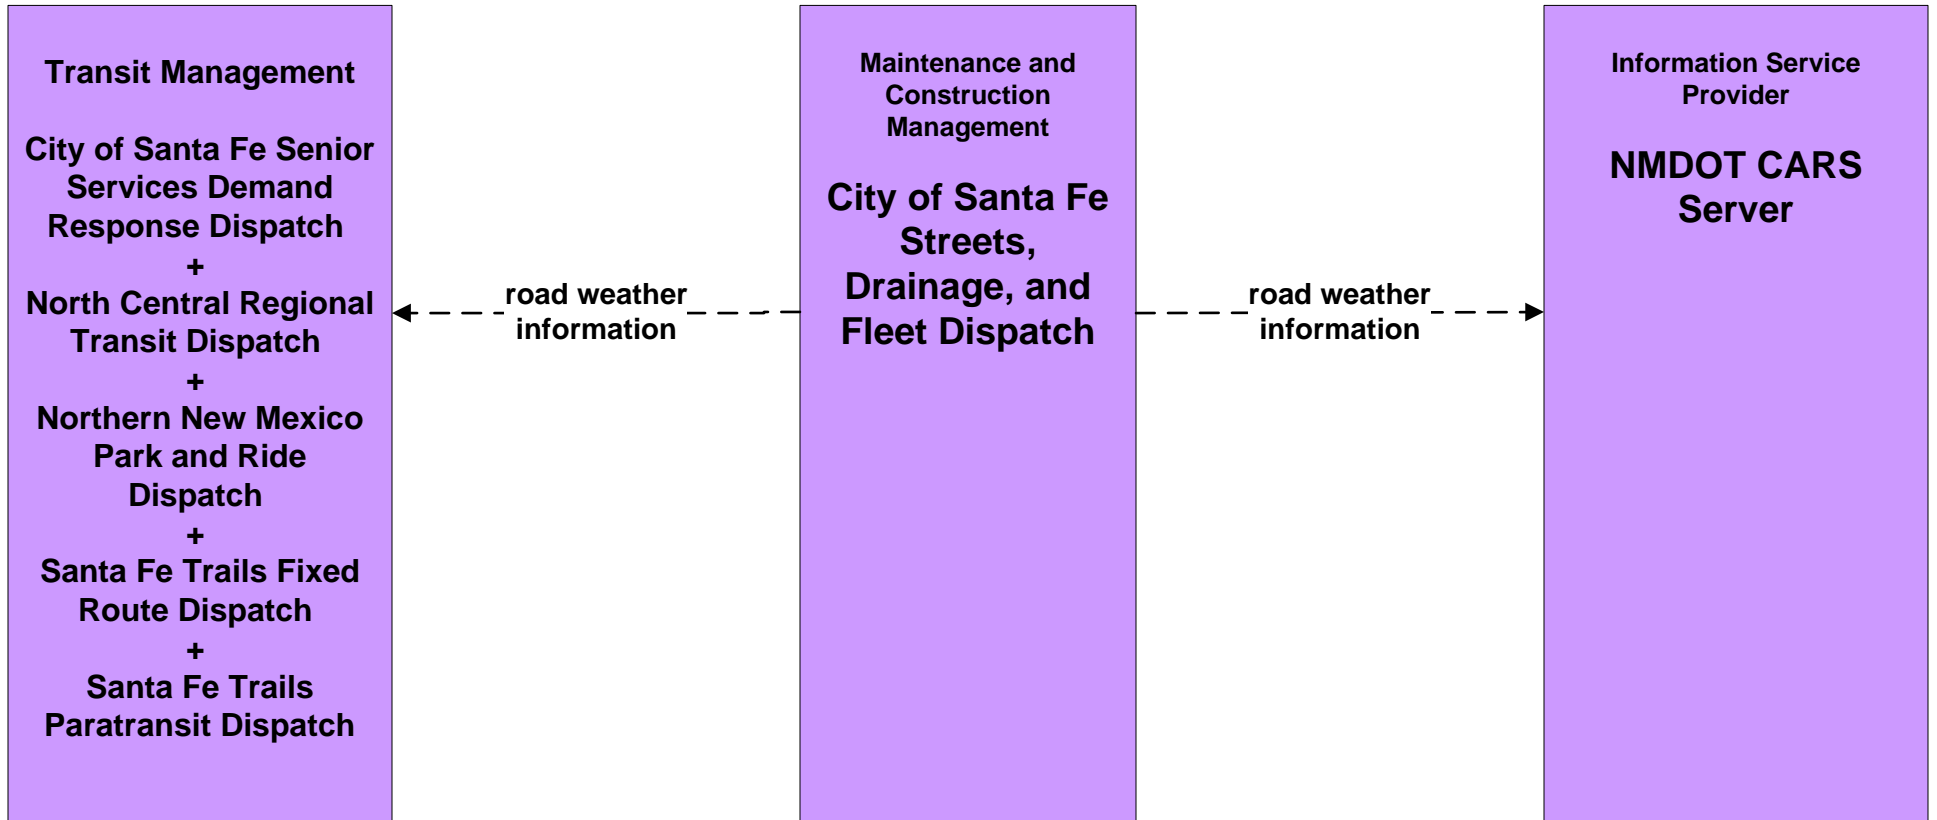 Transit Management
City of Santa Fe Senior
Services Demand
Response Dispatch
+
North Central Regional
Transit Dispatch
+
Northern New Mexico
Park and Ride
Dispatch
+
Santa Fe Trails Fixed
Route Dispatch
+
Santa Fe Trails
Paratransit Dispatch
road weather
information
Maintenance and
Construction
Management
City of Santa Fe
Streets,
Drainage, and
Fleet Dispatch
road weather
information
Information Service
Provider
NMDOT CARS
Server